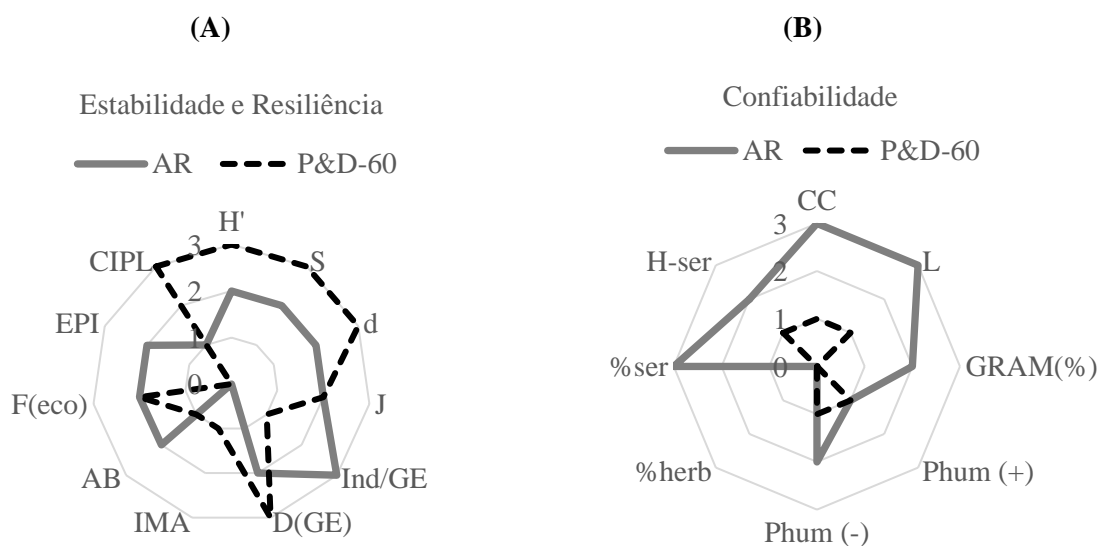 (A)
Estabilidade e Resiliência
AR P&D-60
H'
S
d
J
Ind/GE
D(GE)
IMA
AB
F(eco)
EPI
CIPL
3
2
1
0
(B)
Confiabilidade
AR P&D-60
CC
L
GRAM(%)
Phum (+)
Phum (-)
%herb
%ser
H-ser
3
2
1
0